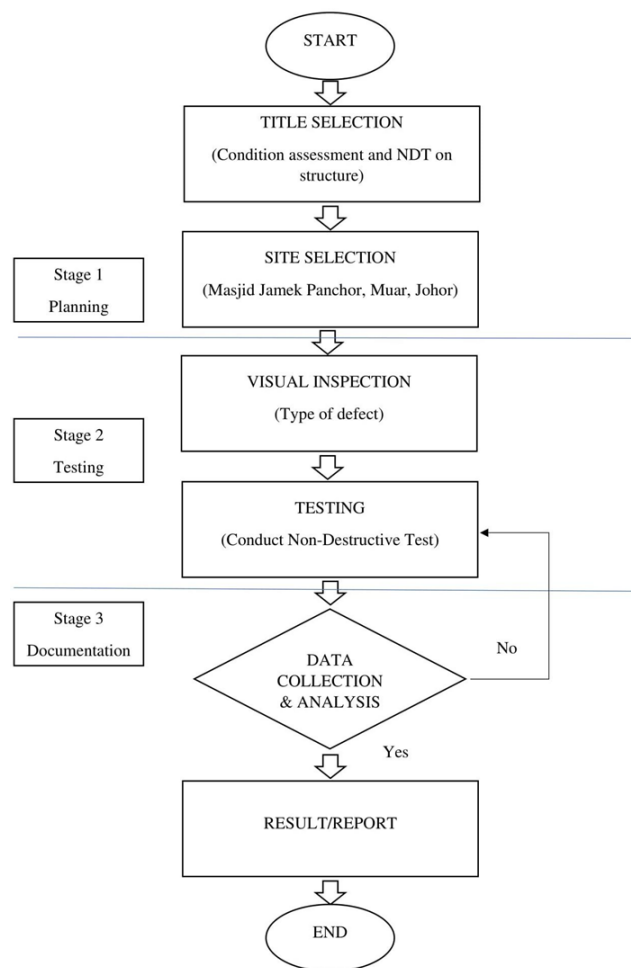 START
TITLE SELECTION
(Condition assessment and NDT on
structure)
SITE SELECTION
(Masjid Jamek Panchor, Muar, Johor)
Stage 1
Planning
VISUAL INSPECTION
(Type of defect)
Stage 2
Testing
TESTING
(Conduct Non-Destructive Test)
Stage 3
Documentation
DATA
COLLECTION
& ANALYSIS
No
Yes
RESULT/REPORT
END